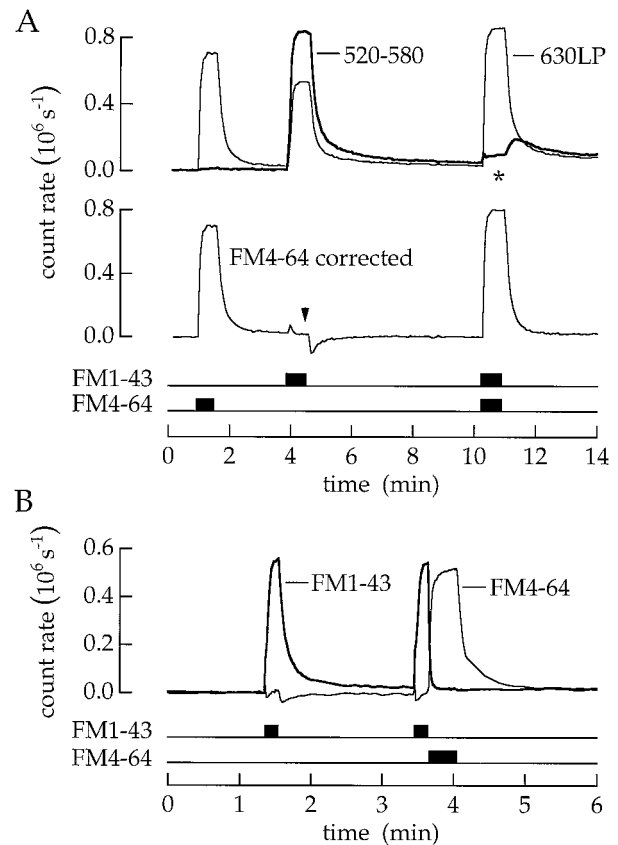 A
0.8
520-580
630LP
0.4
0.0
*
count rate (10⁶ s⁻¹)
0.8
FM4-64 corrected
0.4
0.0
FM1-43
FM4-64
0 2 4 6 8 10 12 14
time (min)
B
0.6
FM1-43
FM4-64
0.4
0.2
0.0
count rate (10⁶ s⁻¹)
FM1-43
FM4-64
0 1 2 3 4 5 6
time (min)